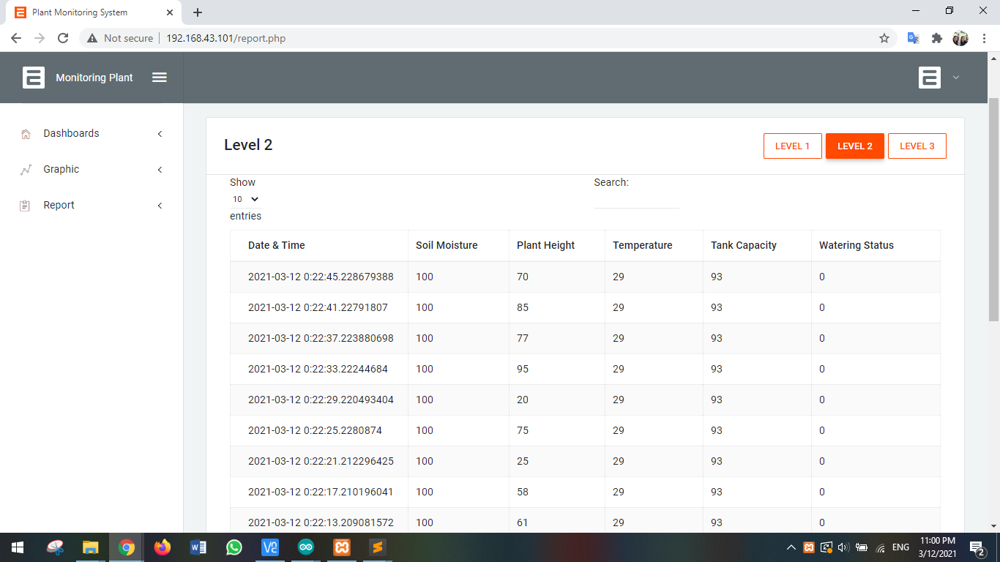 Plant Monitoring System
Not secure 192.168.43.101/report.php
Monitoring Plant
Dashboards
Graphic
Report
Level 2
LEVEL 1 LEVEL 2 LEVEL 3
Show
10
entries
Search:
Date & Time Soil Moisture Plant Height Temperature Tank Capacity Watering Status
2021-03-12 0:22:45.228679388 100 70 29 93 0
2021-03-12 0:22:41.22791807 100 85 29 93 0
2021-03-12 0:22:37.223880698 100 77 29 93 0
2021-03-12 0:22:33.22244684 100 95 29 93 0
2021-03-12 0:22:29.220493404 100 20 29 93 0
2021-03-12 0:22:25.2280874 100 75 29 93 0
2021-03-12 0:22:21.212296425 100 25 29 93 0
2021-03-12 0:22:17.210196041 100 58 29 93 0
2021-03-12 0:22:13.209081572 100 61 29 93 0
ENG
11:00 PM
3/12/2021
2